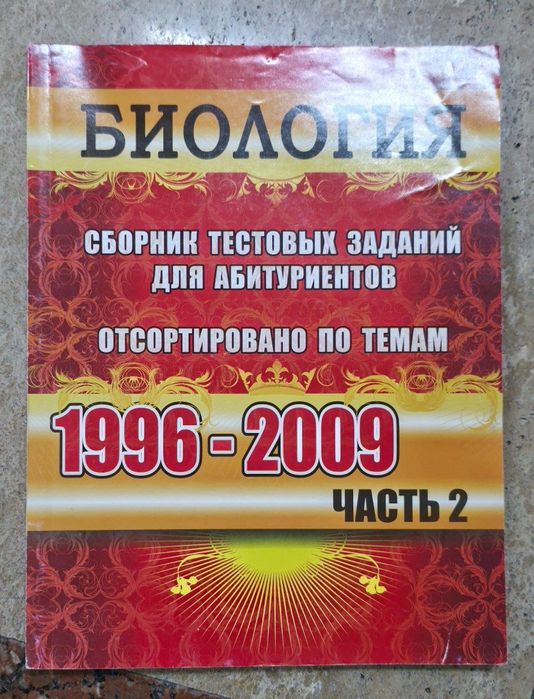 БИОЛОГИЯ
СБОРНИК ТЕСТОВЫХ ЗАДАНИЙ
ДЛЯ АБИТУРИЕНТОВ
ОТСОРТИРОВАНО ПО ТЕМАМ
1996-2009
ЧАСТЬ 2